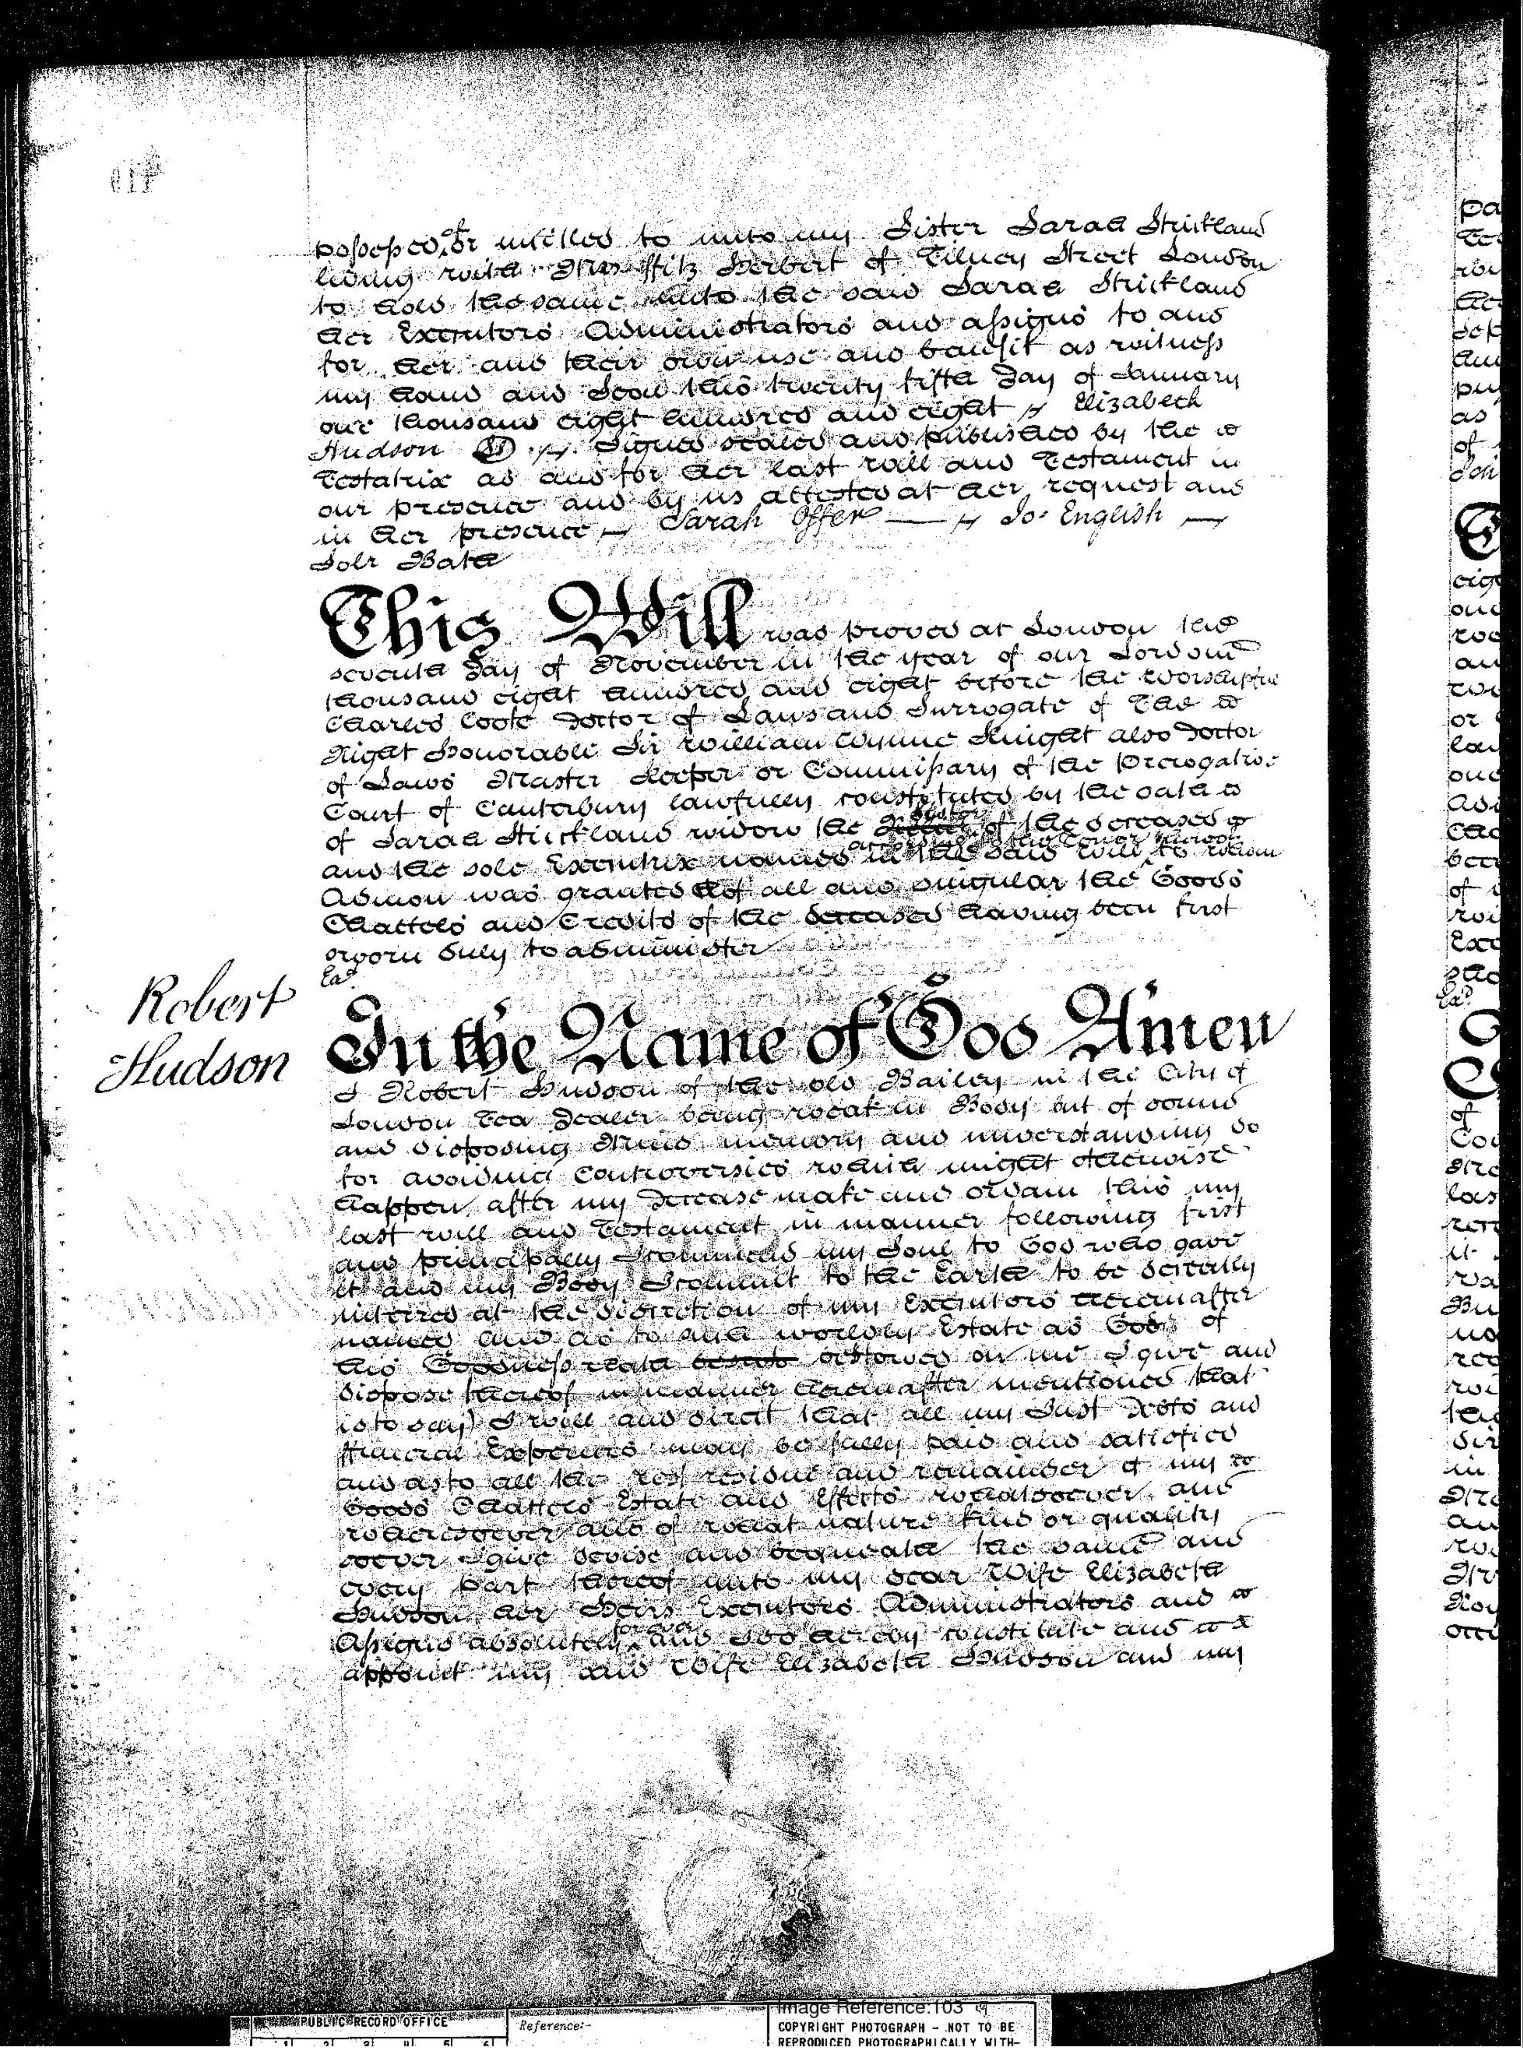 possessed of or intitled to unto my Sister Sarah Strickland
living with Mrs ffitz Herbert of Tilney Street London
to hold the same unto the said Sarah Strickland
her Executors Administrators and assigns to and
for her and their own use and benefit as witness
my hand and Seal this twenty fifth day of January
one thousand eight hundred and eight Elizabeth
Hudson Signed sealed and published by the
Testatrix as and for her last will and Testament in
our presence and by us attested at her request and
in her presence Sarah Offer Jos English
Solr Bath
This Will was proved at London the
seventh day of November in the year of our Lord one
thousand eight hundred and eight before the worshipful
Charles Coote Doctor of Laws and Surrogate of The
Right Honorable Sir William Wynne Knight also Doctor
of Laws Master Keeper or Commissary of the Prerogative
Court of Canterbury lawfully constituted by the oath
Sister
of Sarah Strickland widow the of the deceased
and the sole Executrix named in the said will to whom
Admon was granted of all and singular the Goods
Chattels and Credits of the deceased having been first
sworn duly to administer
Robert
Hudson
In the Name of God Amen
I Robert Hudson of the old Bailey in the City of
London Tea Dealer being weak in Body but of sound
and disposing Mind memory and understanding do
for avoiding Controversies which might otherwise
happen after my decease make and ordain this my
last will and Testament in manner following first
and principally I commend my Soul to God who gave
it and my Body I commit to the Earth to be decently
interred at the discretion of my Executors hereinafter
named and as to such worldly Estate as God of
his Goodness hath bestowed on me I give and
dispose thereof in manner hereinafter mentioned that
is to say) I will and direct that all my Just Debts and
ffuneral Expences may be fully paid and satisfied
and as to all the rest residue and remainder of my
Goods Chattels Estate and Effects whatsoever and
wheresoever and of what nature kind or quality
soever I give devise and bequeath the same and
every part thereof unto my dear Wife Elizabeth
Hudson her Heirs Executors Administrators and
for ever
Assigns absolutely and I do hereby constitute and
appoint my said Wife Elizabeth Hudson and my
Image Reference:103
PUBLIC RECORD OFFICE
Reference:-
COPYRIGHT PHOTOGRAPH - NOT TO BE
REPRODUCED PHOTOGRAPHICALLY WITH-
1 2 3 4 5 6